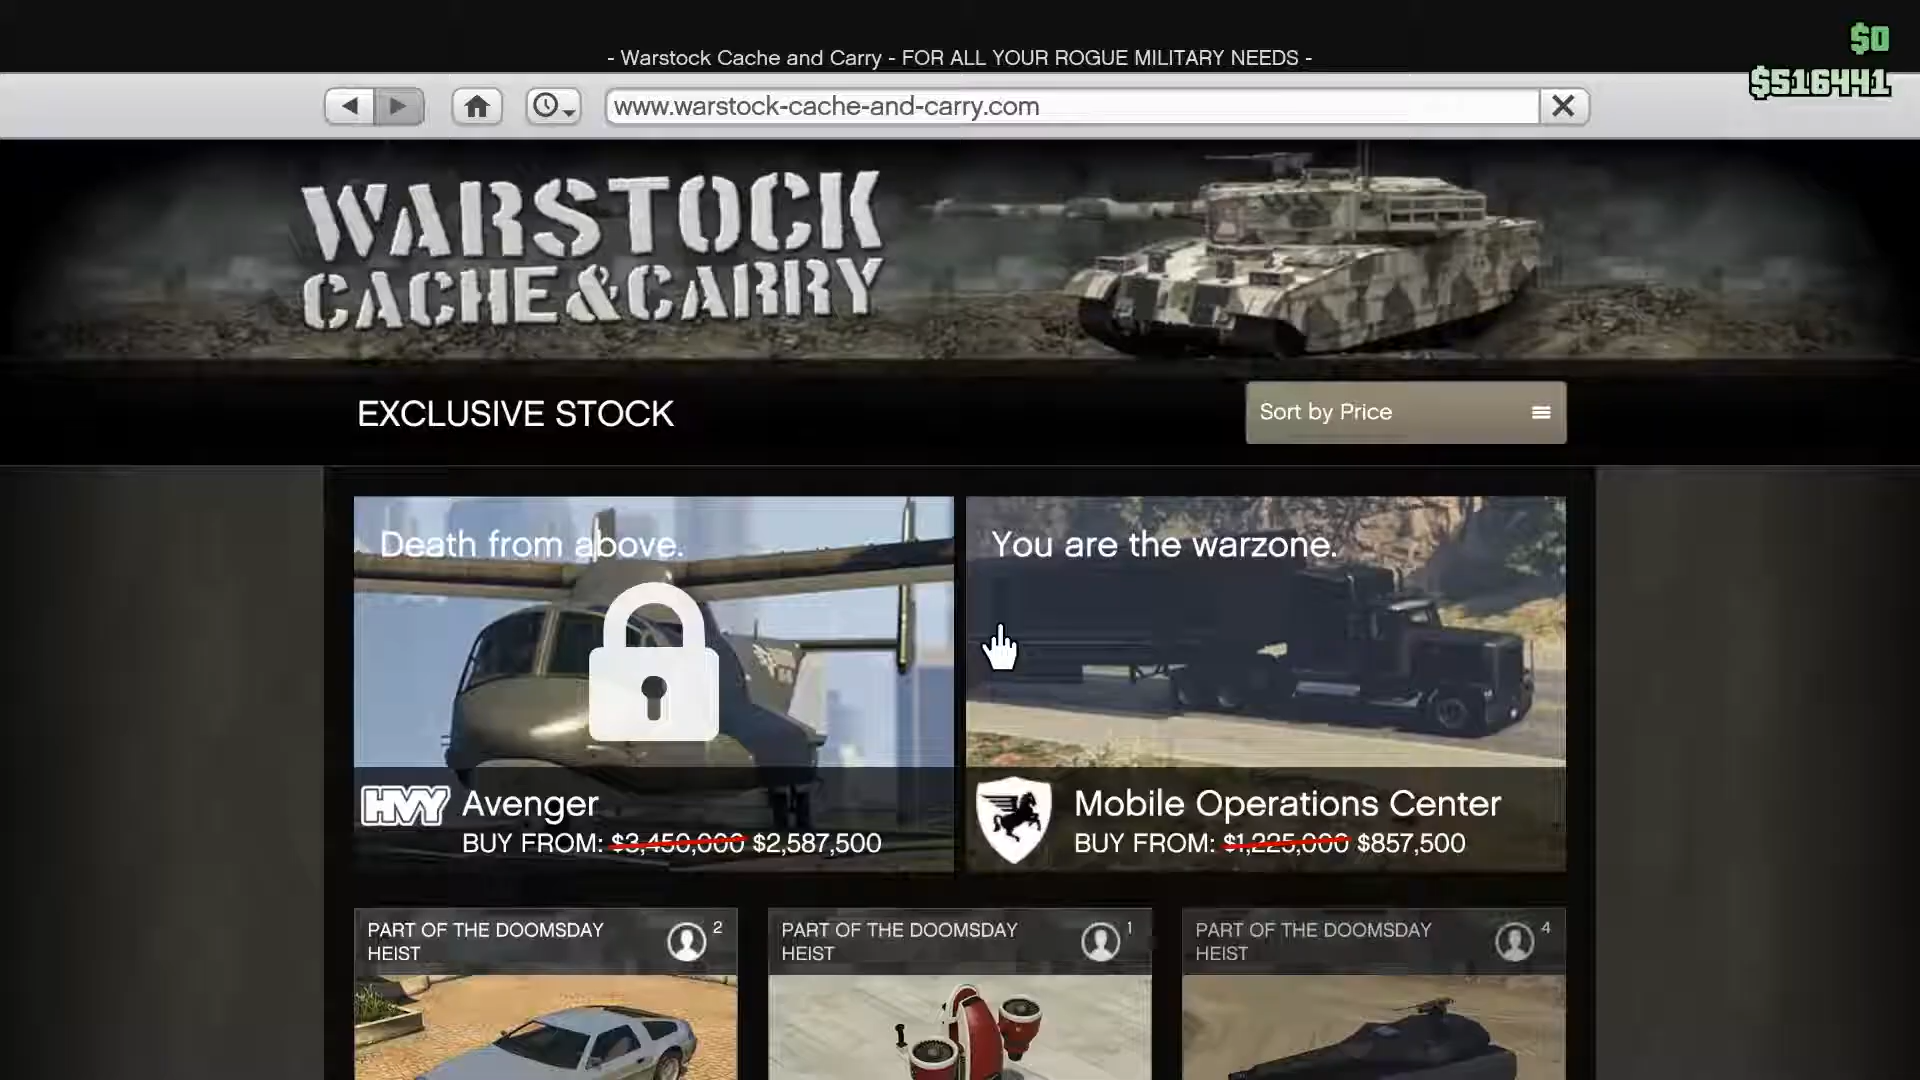 - Warstock Cache and Carry - FOR ALL YOUR ROGUE MILITARY NEEDS -
$0
$516441
www.warstock-cache-and-carry.com
WARSTOCK
CACHE&CARRY
EXCLUSIVE STOCK
Sort by Price
Death from above.
HVY
Avenger
BUY FROM: $3,450,000 $2,587,500
You are the warzone.
Mobile Operations Center
BUY FROM: $1,225,000 $857,500
PART OF THE DOOMSDAY
HEIST
2
PART OF THE DOOMSDAY
HEIST
1
PART OF THE DOOMSDAY
HEIST
4